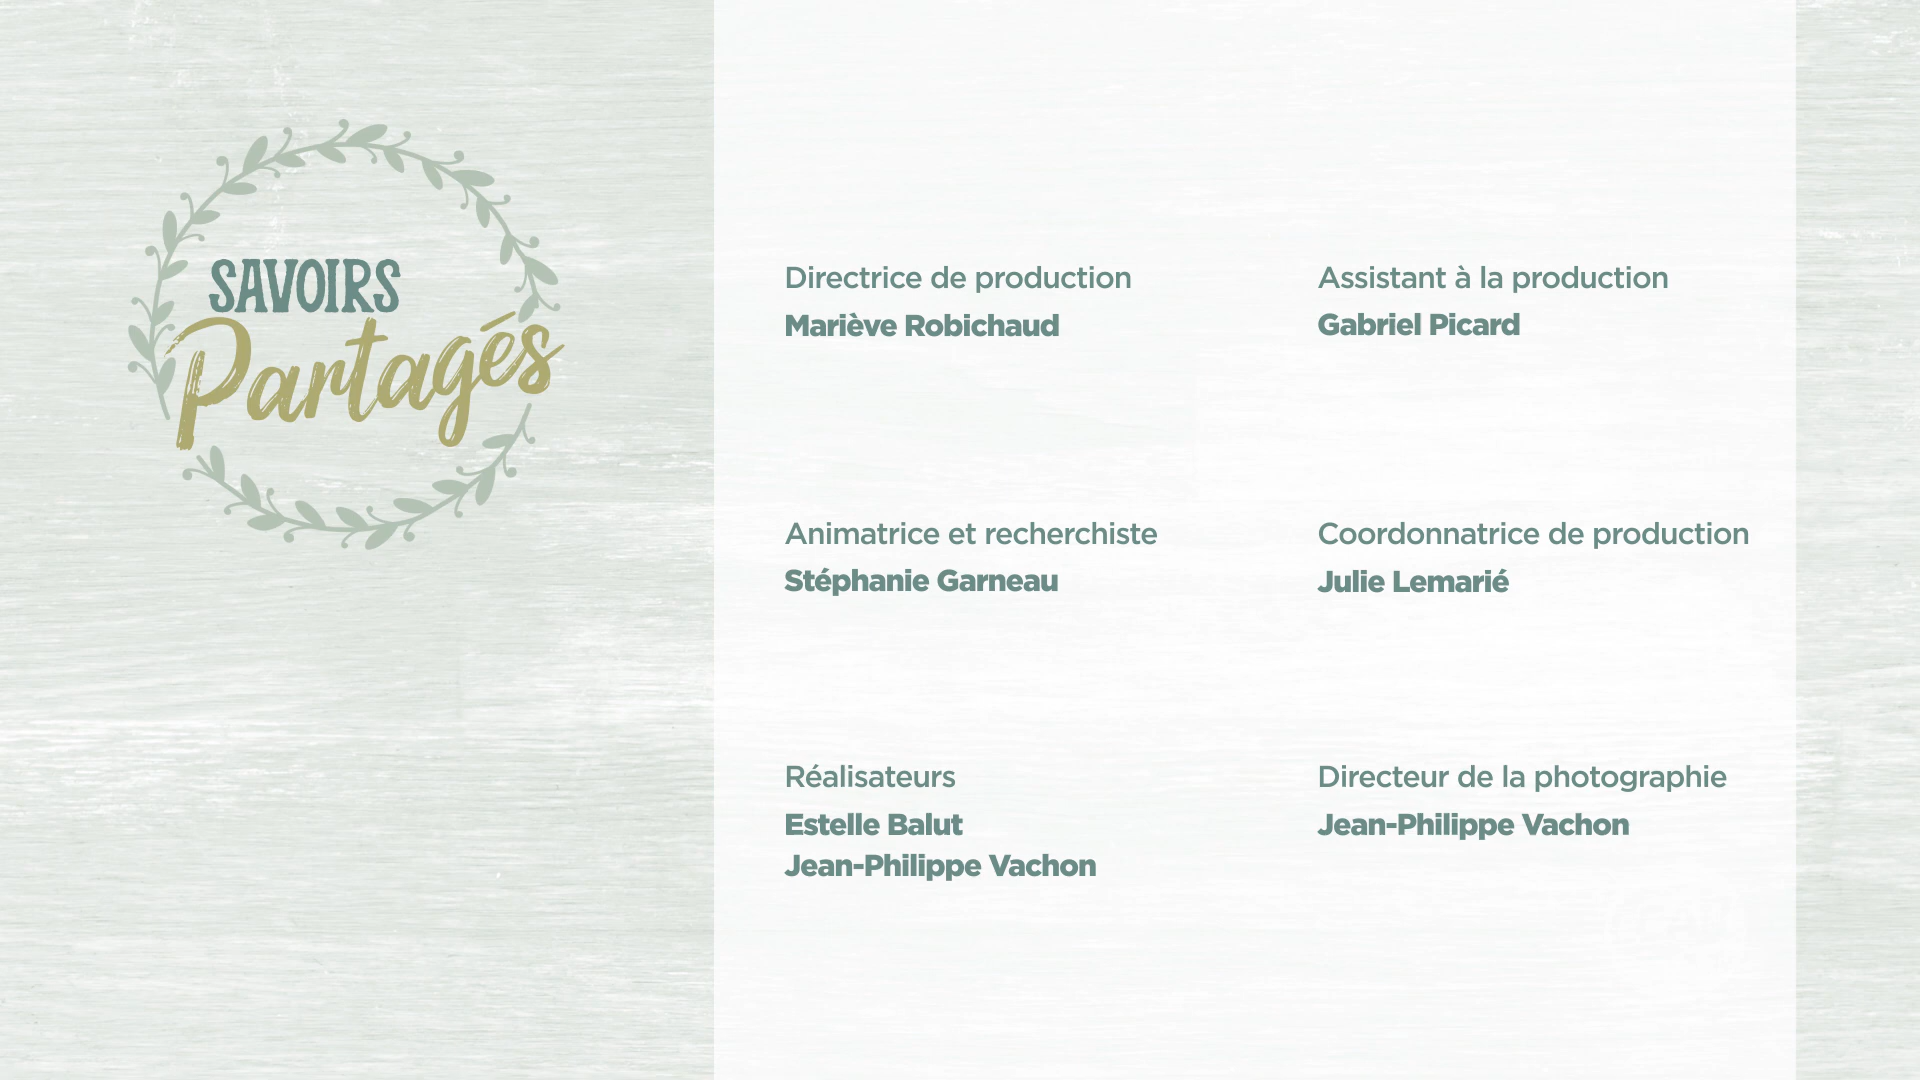 SAVOIRS
Partagés
Directrice de production
Mariève Robichaud
Assistant à la production
Gabriel Picard
Animatrice et recherchiste
Stéphanie Garneau
Coordonnatrice de production
Julie Lemarié
Réalisateurs
Estelle Balut
Jean-Philippe Vachon
Directeur de la photographie
Jean-Philippe Vachon